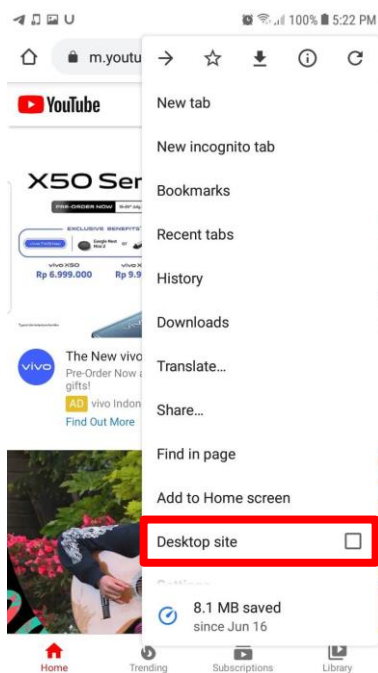 100% 5:22 PM
m.youtu
YouTube
New tab
New incognito tab
Bookmarks
Recent tabs
History
Downloads
Translate...
Share...
Find in page
Add to Home screen
Desktop site
Settings
8.1 MB saved
since Jun 16
X50 Ser
PRE-ORDER NOW
EXCLUSIVE BENEFITS
vivo X50
Rp 6.999.000
vivo X
Rp 9.9
vivo
The New vivo
Pre-Order Now a
gifts!
AD vivo Indon
Find Out More
Home
Trending
Subscriptions
Library